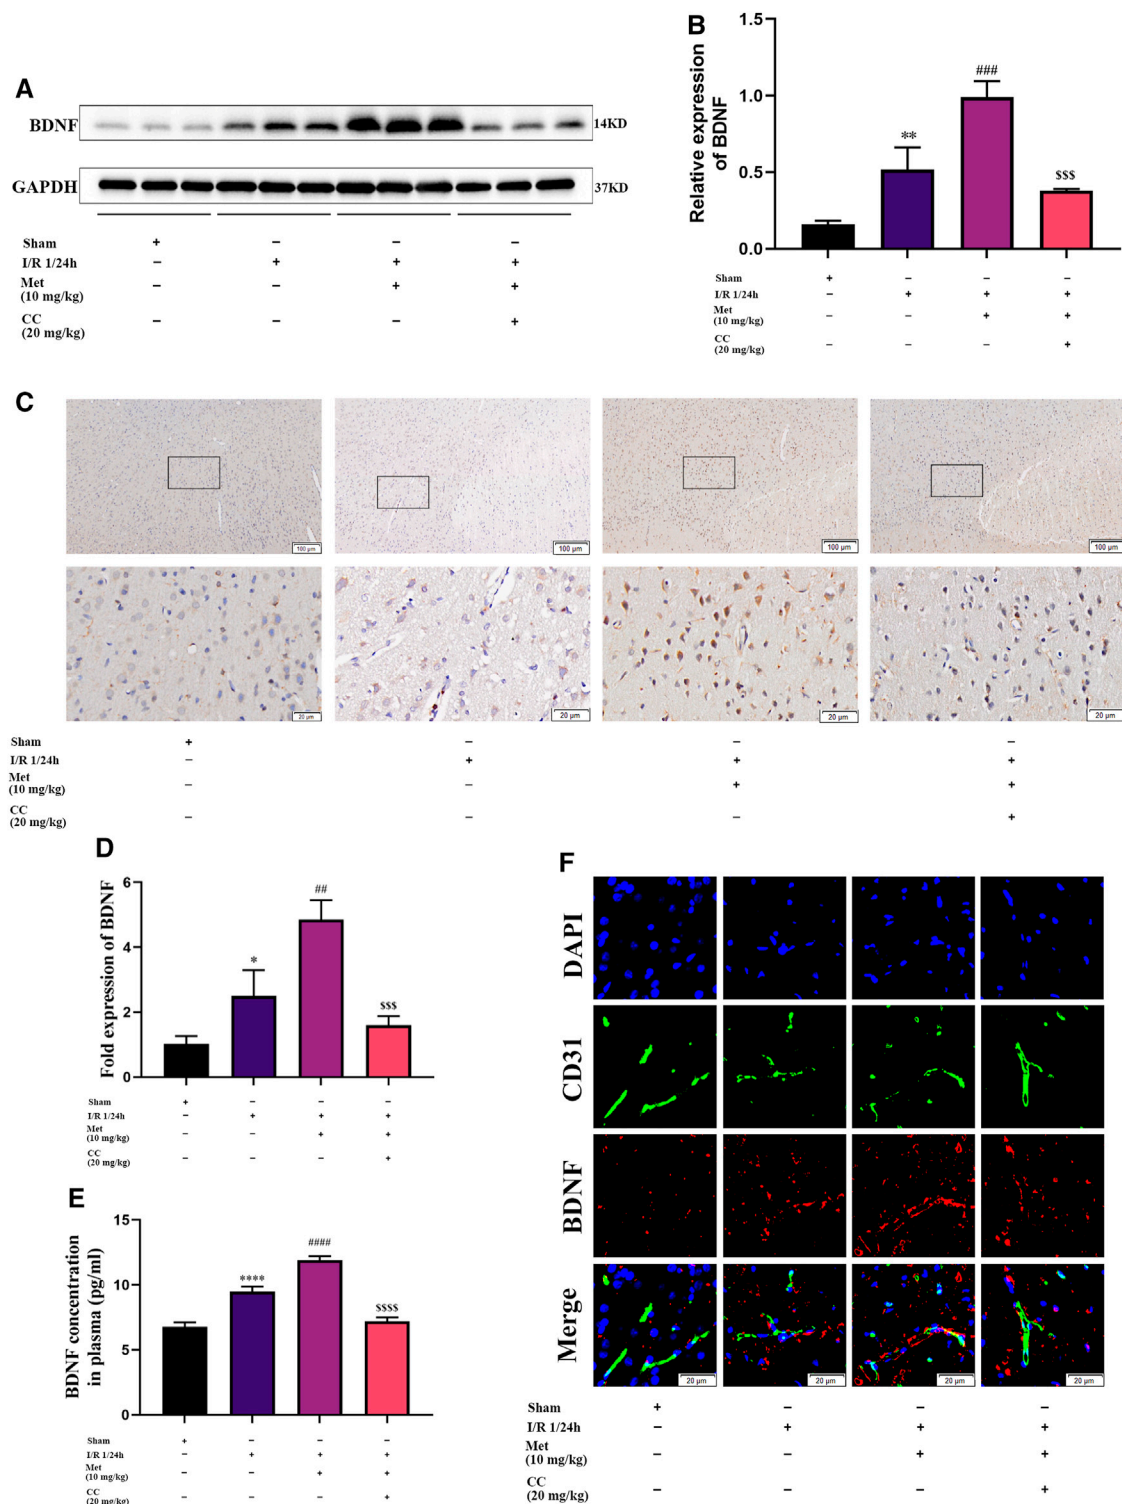 A
BDNF
14KD
GAPDH
37KD
Sham + − − −
I/R 1/24h − + + +
Met
(10 mg/kg) − − + +
CC
(20 mg/kg) − − − +
B
Relative expression
of BDNF
1.5
1.0
0.5
0.0
**
###
$$$
Sham + − − −
I/R 1/24h − + + +
Met
(10 mg/kg) − − + +
CC
(20 mg/kg) − − − +
C
100 µm 100 µm 100 µm 100 µm
20 µm 20 µm 20 µm 20 µm
Sham + − − −
I/R 1/24h − + + +
Met
(10 mg/kg) − − + +
CC
(20 mg/kg) − − − +
D
Fold expression of BDNF
6
4
2
0
*
##
$$$
Sham + − − −
I/R 1/24h − + + +
Met
(10 mg/kg) − − + +
CC
(20 mg/kg) − − − +
E
BDNF concentration
in plasma (pg/ml)
15
10
5
0
****
####
$$$$
Sham + − − −
I/R 1/24h − + + +
Met
(10 mg/kg) − − + +
CC
(20 mg/kg) − − − +
F
DAPI
CD31
BDNF
Merge
20 µm 20 µm 20 µm 20 µm
Sham + − − −
I/R 1/24h − + + +
Met
(10 mg/kg) − − + +
CC
(20 mg/kg) − − − +